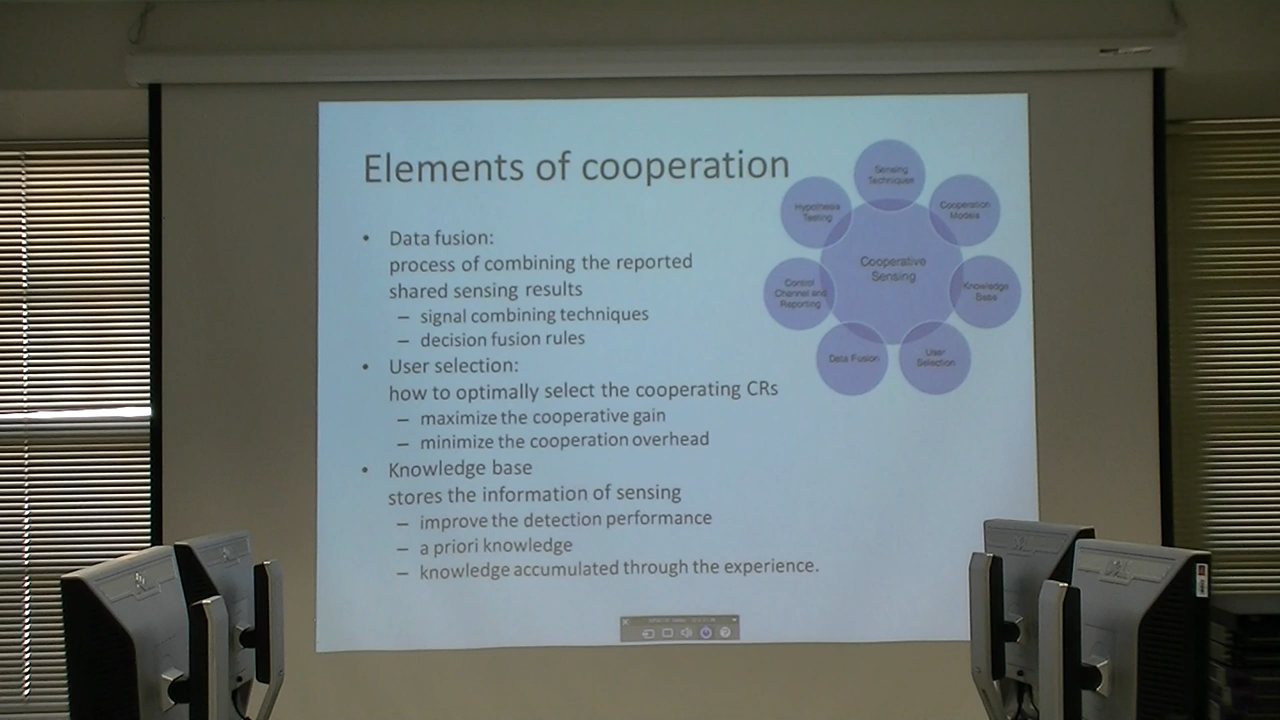 Elements of cooperation
• Data fusion:
process of combining the reported
shared sensing results
– signal combining techniques
– decision fusion rules
• User selection:
how to optimally select the cooperating CRs
– maximize the cooperative gain
– minimize the cooperation overhead
• Knowledge base
stores the information of sensing
– improve the detection performance
– a priori knowledge
– knowledge accumulated through the experience.
Sensing
Techniques
Hypothesis
Testing
Cooperation
Models
Cooperative
Sensing
Control
Channel and
Reporting
Knowledge
Base
Data Fusion
User
Selection